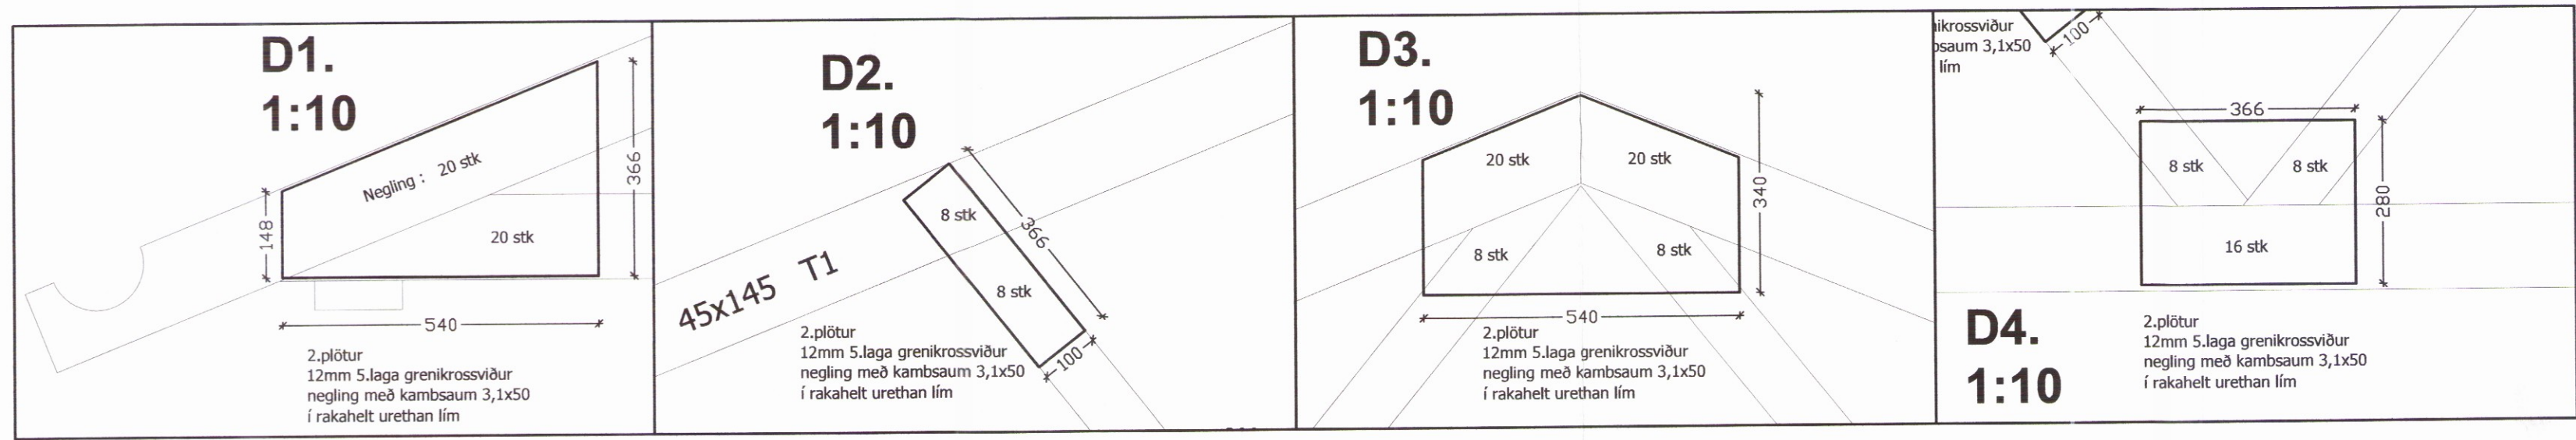 D1.
1:10
Negling : 20 stk
20 stk
148
366
540
2.plötur
12mm 5.laga grenikrossviður
negling með kambsaum 3,1x50
í rakahelt urethan lím
D2.
1:10
8 stk
8 stk
366
100
45x145 T1
2.plötur
12mm 5.laga grenikrossviður
negling með kambsaum 3,1x50
í rakahelt urethan lím
D3.
1:10
20 stk
20 stk
8 stk
8 stk
340
540
2.plötur
12mm 5.laga grenikrossviður
negling með kambsaum 3,1x50
í rakahelt urethan lím
ikrossviður
saum 3,1x50
lím
100
366
8 stk
8 stk
280
16 stk
D4.
1:10
2.plötur
12mm 5.laga grenikrossviður
negling með kambsaum 3,1x50
í rakahelt urethan lím